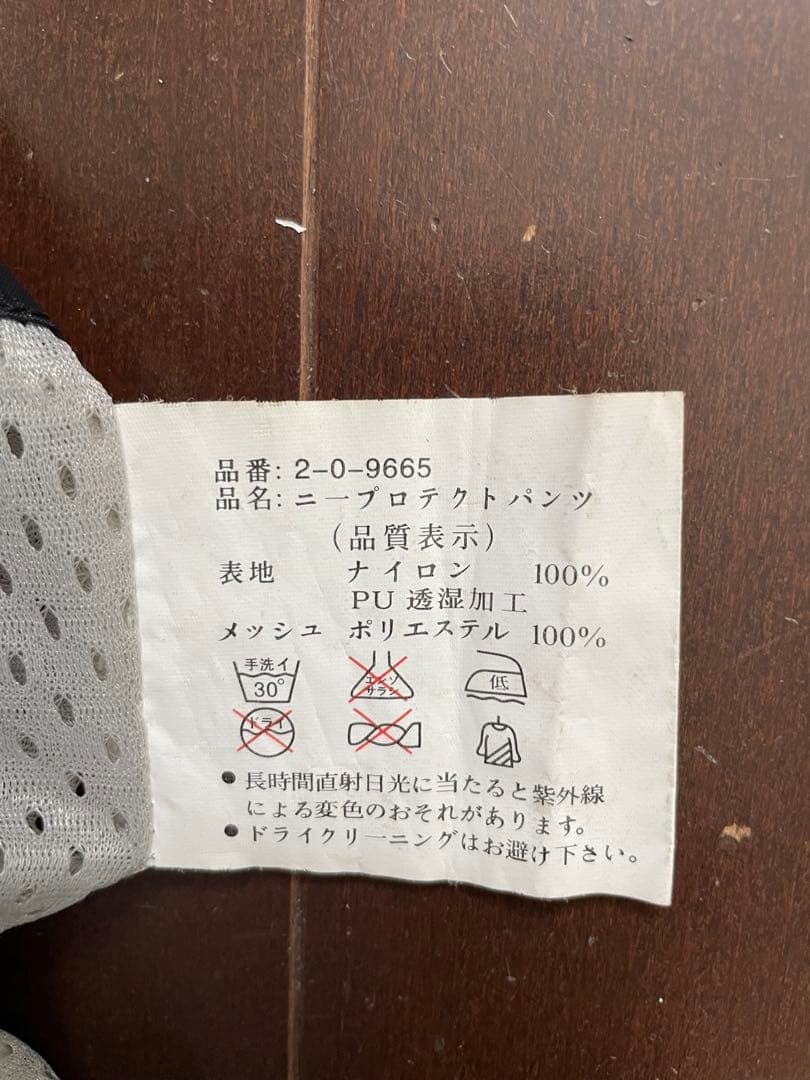 品番: 2-0-9665
品名: ニープロテクトパンツ
(品質表示)
表地 ナイロン 100%
PU 透湿加工
メッシュ ポリエステル 100%
手洗イ
30°
エンソ
サラシ
低
ドライ
● 長時間直射日光に当たると紫外線
による変色のおそれがあります。
● ドライクリーニングはお避け下さい。